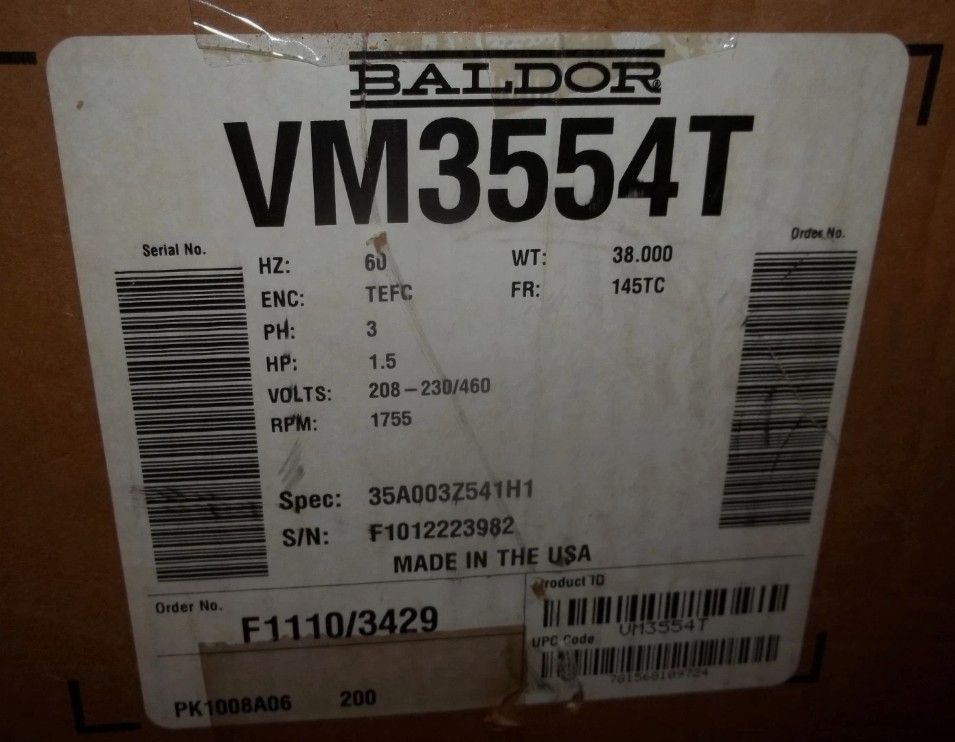 BALDOR®
VM3554T
Serial No.
Order No.
HZ: 60 WT: 38.000
ENC: TEFC FR: 145TC
PH: 3
HP: 1.5
VOLTS: 208-230/460
RPM: 1755
Spec: 35A003Z541H1
S/N: F1012223982
MADE IN THE USA
Order No.
F1110/3429
Product ID
VM3554T
UPC Code
781568109724
PK1008A06 200